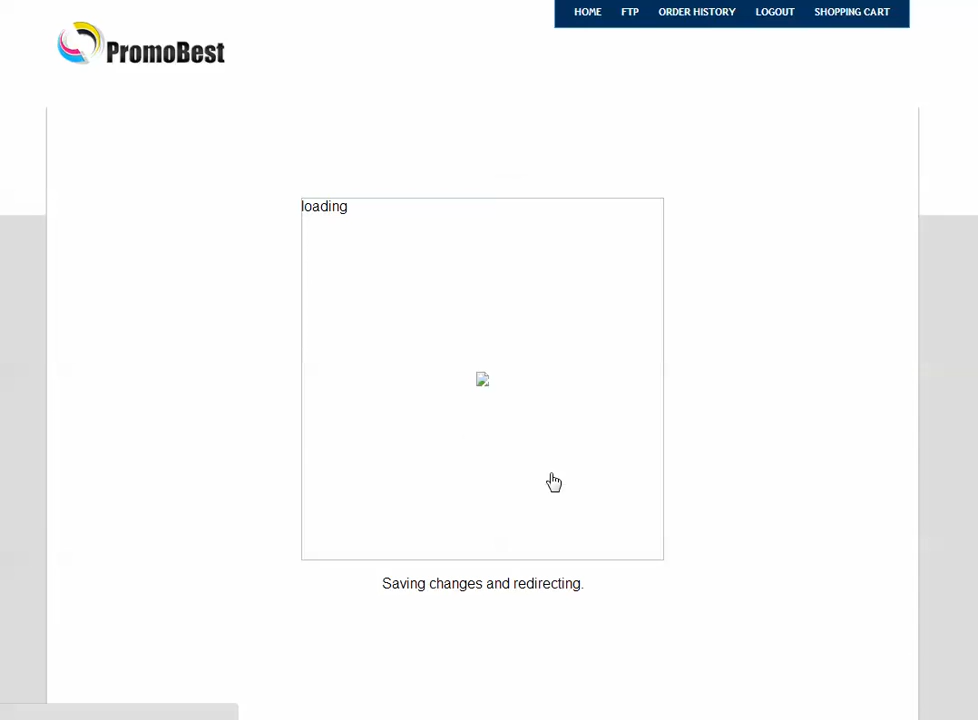 HOME FTP ORDER HISTORY LOGOUT SHOPPING CART
PromoBest
loading
Saving changes and redirecting.